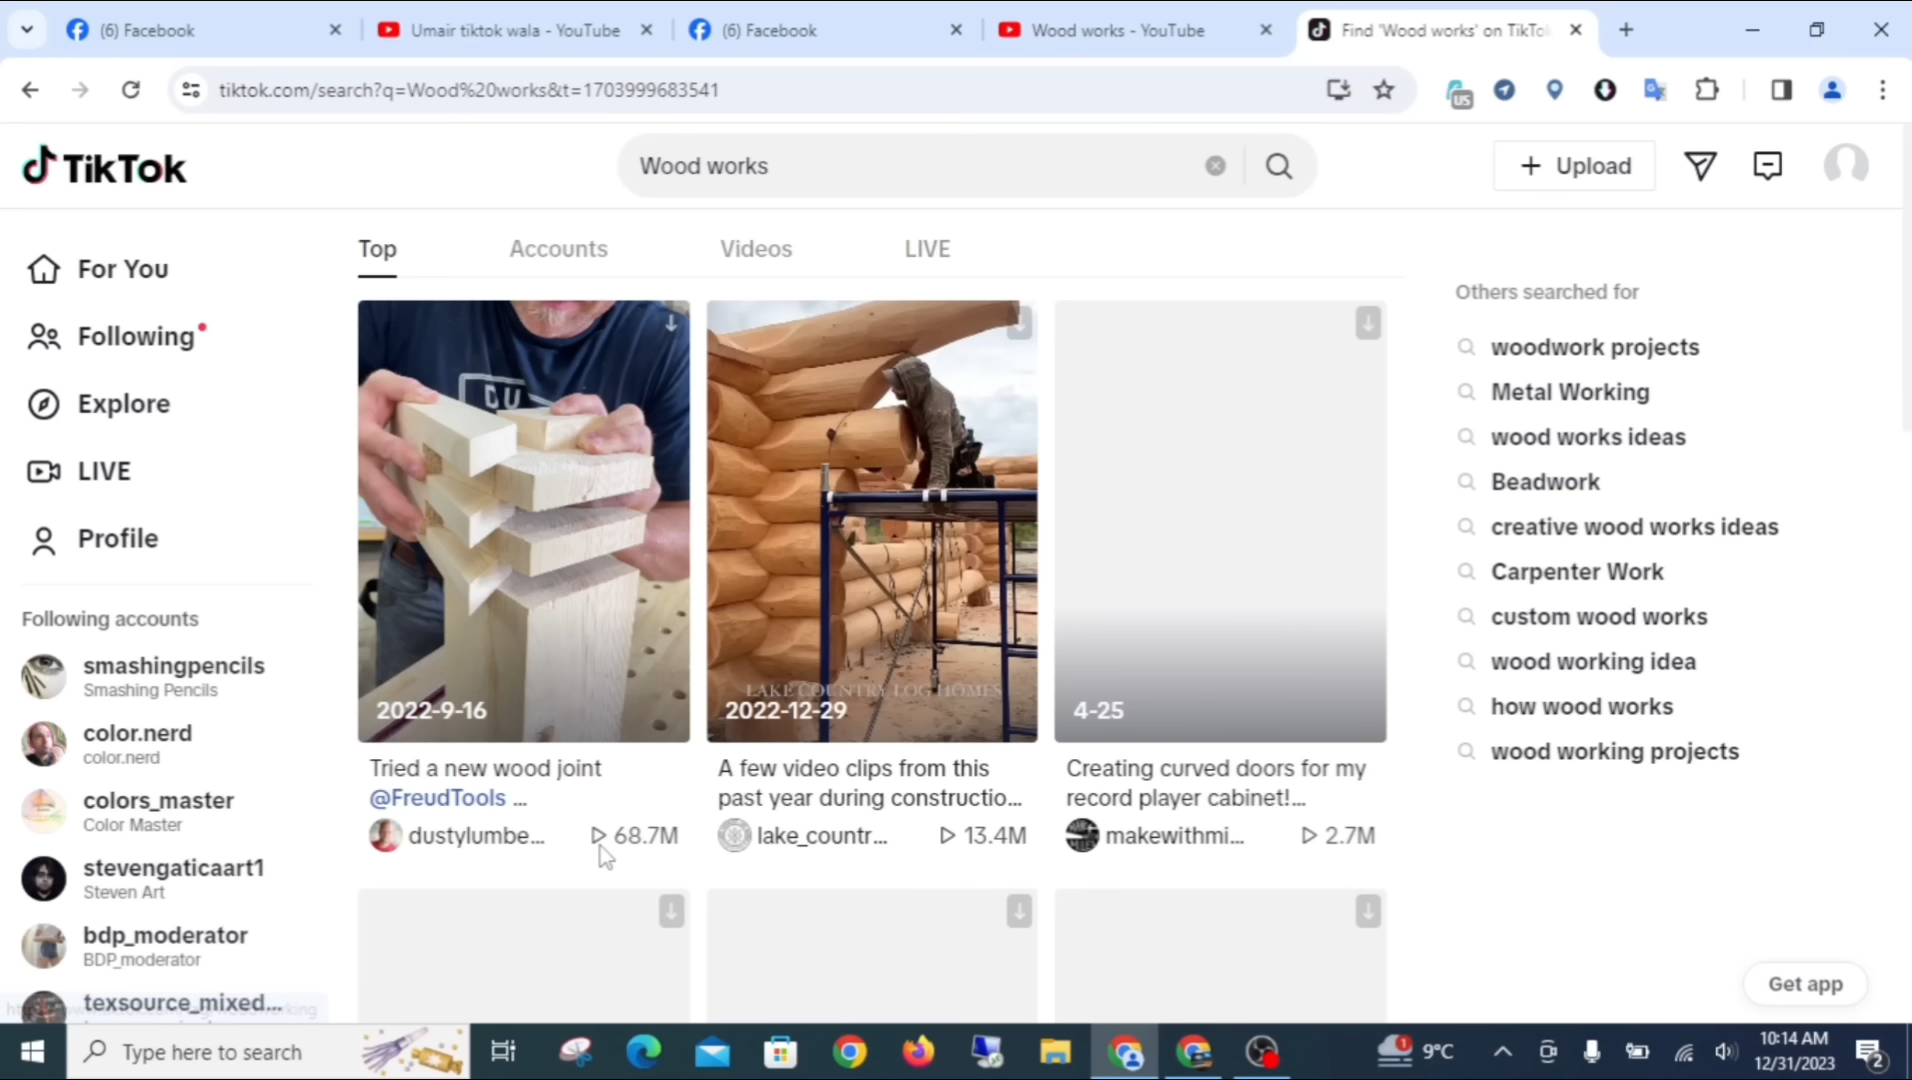 (6) Facebook
Umair tiktok wala - YouTube
(6) Facebook
Wood works - YouTube
Find 'Wood works' on TikTok
tiktok.com/search?q=Wood%20works&t=1703999683541
US
TikTok
Wood works
Upload
For You
Following
Explore
LIVE
Profile
Following accounts
smashingpencils
Smashing Pencils
color.nerd
color.nerd
colors_master
Color Master
stevengaticaart1
Steven Art
bdp_moderator
BDP_moderator
texsource_mixed...
Top
Accounts
Videos
LIVE
DU
2022-9-16
Tried a new wood joint
@FreudTools ...
dustylumbe...
68.7M
LAKE COUNTRY LOG HOMES
2022-12-29
A few video clips from this
past year during constructio...
lake_countr...
13.4M
4-25
Creating curved doors for my
record player cabinet!...
makewithmi...
2.7M
Others searched for
woodwork projects
Metal Working
wood works ideas
Beadwork
creative wood works ideas
Carpenter Work
custom wood works
wood working idea
how wood works
wood working projects
Get app
Type here to search
1
9°C
10:14 AM
12/31/2023
2